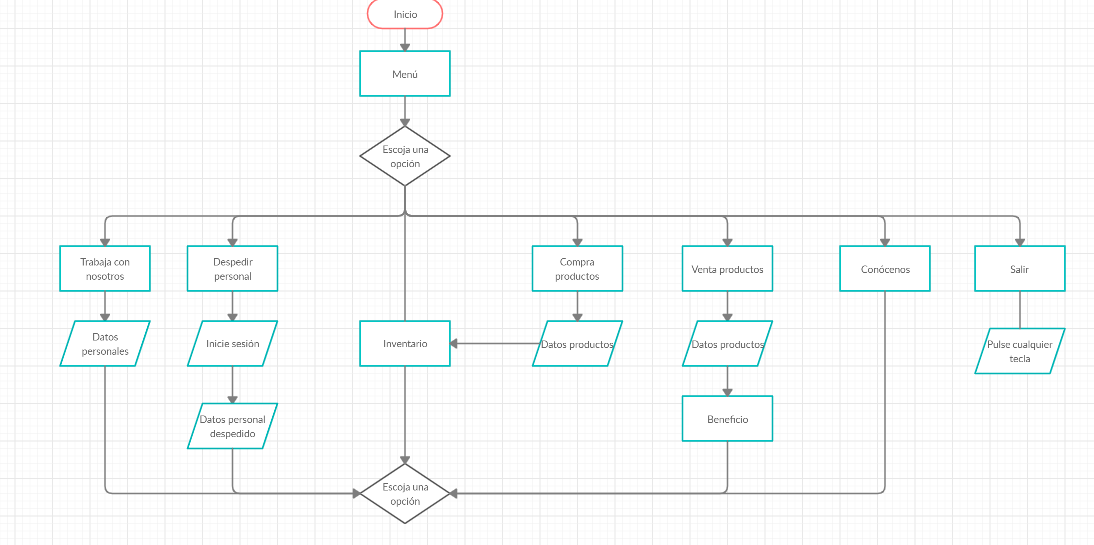 Inicio
Menú
Escoja una
opción
Trabaja con
nosotros
Despedir
personal
Compra
productos
Venta productos
Conócenos
Salir
Datos
personales
Inicie sesión
Inventario
Datos productos
Datos productos
Pulse cualquier
tecla
Datos personal
despedido
Beneficio
Escoja una
opción